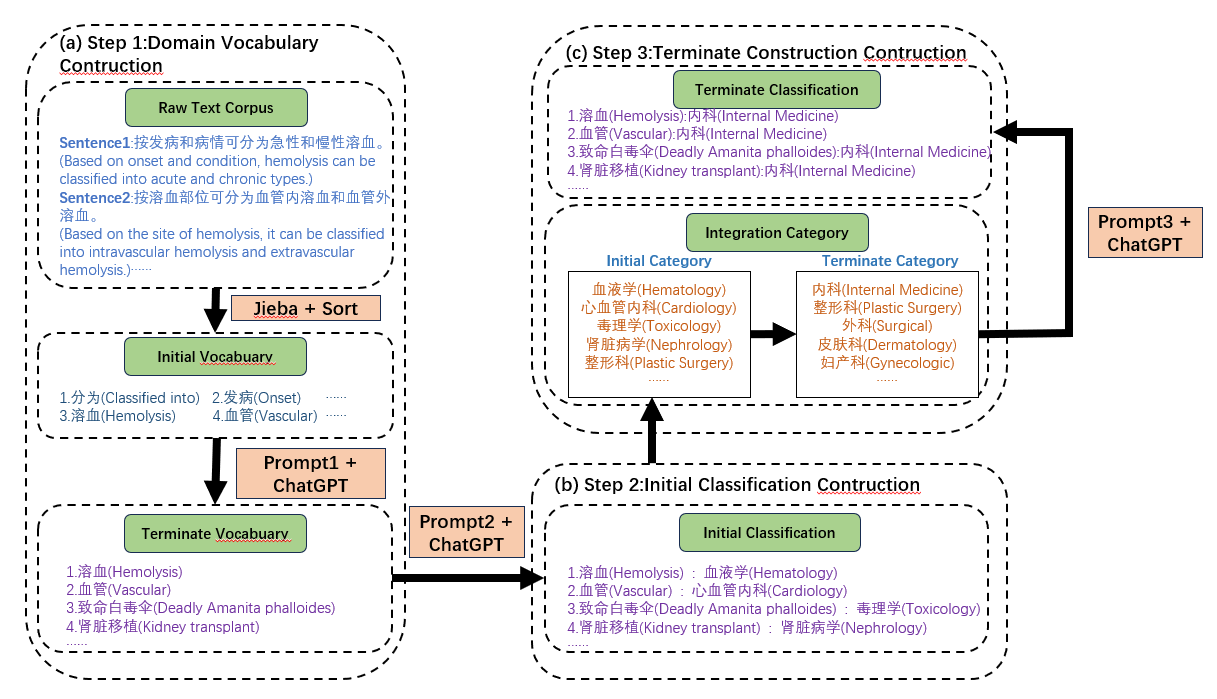 (a) Step 1:Domain Vocabulary
Contruction
Raw Text Corpus
Sentence1:按发病和病情可分为急性和慢性溶血。
(Based on onset and condition, hemolysis can be
classified into acute and chronic types.)
Sentence2:按溶血部位可分为血管内溶血和血管外
溶血。
(Based on the site of hemolysis, it can be classified
into intravascular hemolysis and extravascular
hemolysis.)······
Jieba + Sort
Initial Vocabuary
1.分为(Classified into) 2.发病(Onset) ······
3.溶血(Hemolysis) 4.血管(Vascular) ······
Prompt1 +
ChatGPT
Terminate Vocabuary
1.溶血(Hemolysis)
2.血管(Vascular)
3.致命白毒伞(Deadly Amanita phalloides)
4.肾脏移植(Kidney transplant)
······
Prompt2 +
ChatGPT
(b) Step 2:Initial Classification Contruction
Initial Classification
1.溶血(Hemolysis) : 血液学(Hematology)
2.血管(Vascular) : 心血管内科(Cardiology)
3.致命白毒伞(Deadly Amanita phalloides) : 毒理学(Toxicology)
4.肾脏移植(Kidney transplant) : 肾脏病学(Nephrology)
······
(c) Step 3:Terminate Construction Contruction
Terminate Classification
1.溶血(Hemolysis):内科(Internal Medicine)
2.血管(Vascular):内科(Internal Medicine)
3.致命白毒伞(Deadly Amanita phalloides):内科(Internal Medicine)
4.肾脏移植(Kidney transplant):内科(Internal Medicine)
······
Integration Category
Initial Category
血液学(Hematology)
心血管内科(Cardiology)
毒理学(Toxicology)
肾脏病学(Nephrology)
整形科(Plastic Surgery)
······
Terminate Category
内科(Internal Medicine)
整形科(Plastic Surgery)
外科(Surgical)
皮肤科(Dermatology)
妇产科(Gynecologic)
······
Prompt3 +
ChatGPT